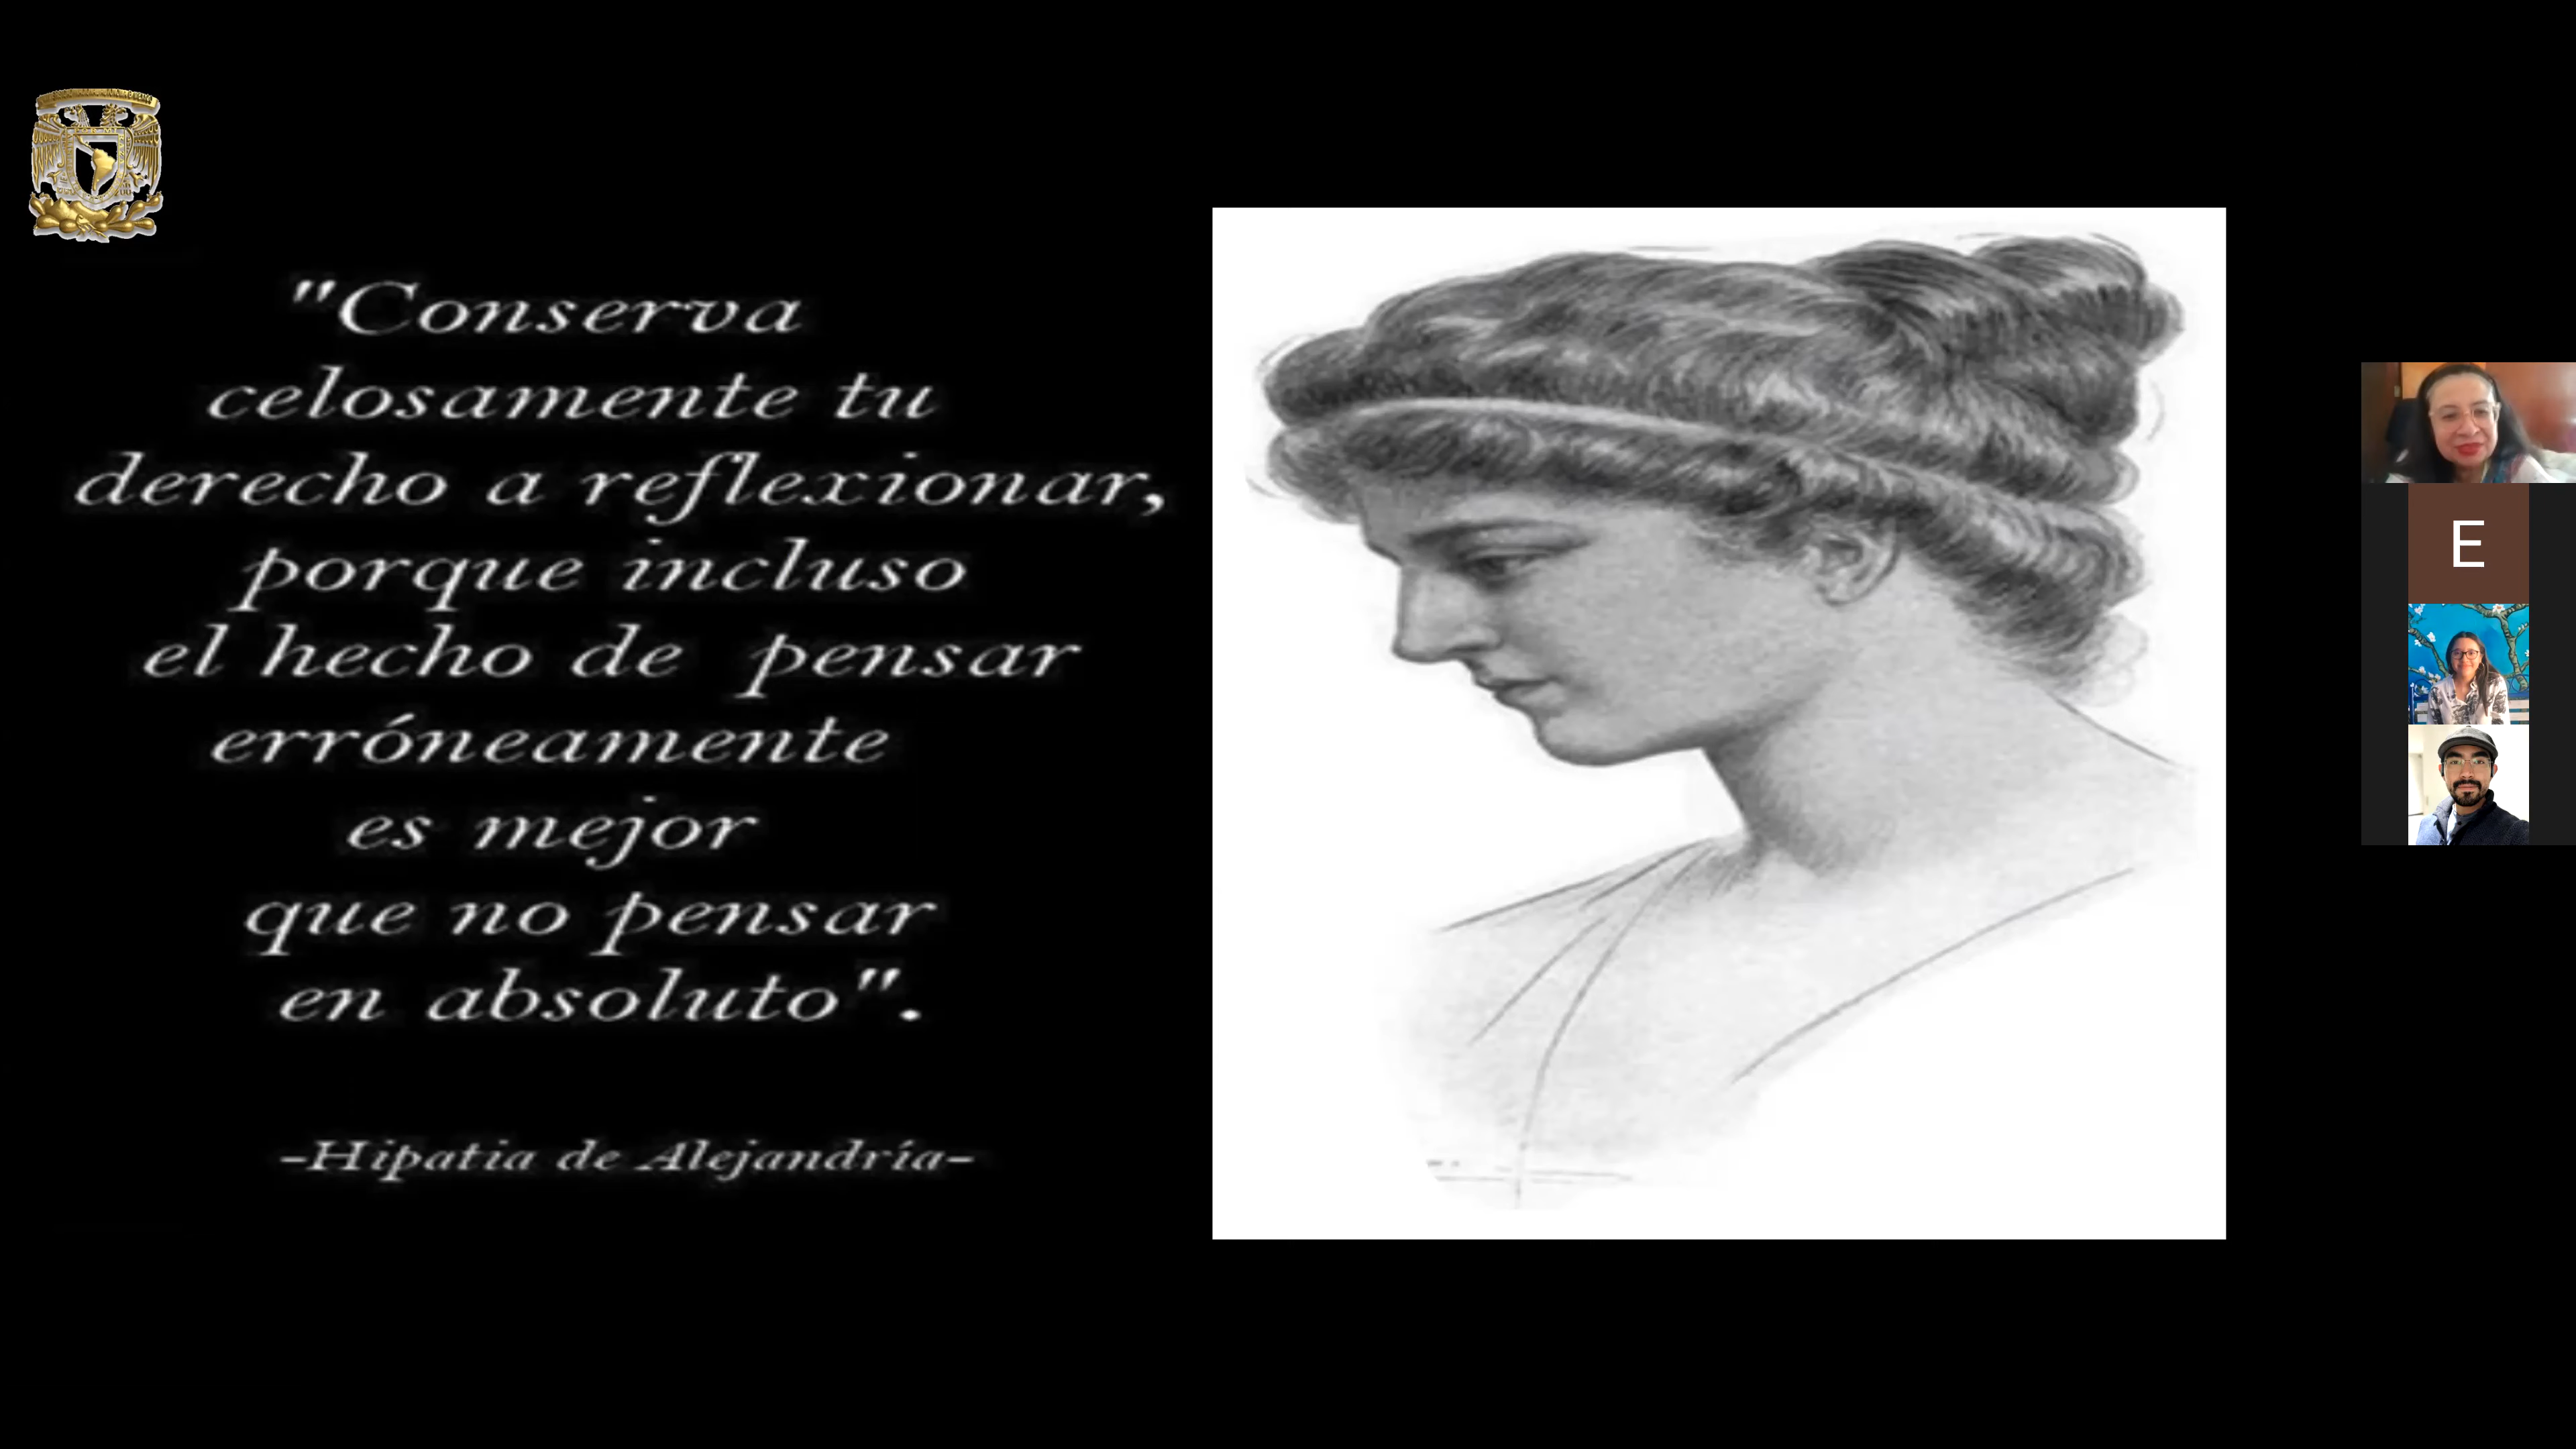 "Conserva
celosamente tu
derecho a reflexionar,
porque incluso
el hecho de pensar
erróneamente
es mejor
que no pensar
en absoluto".
-Hipatia de Alejandría-
E